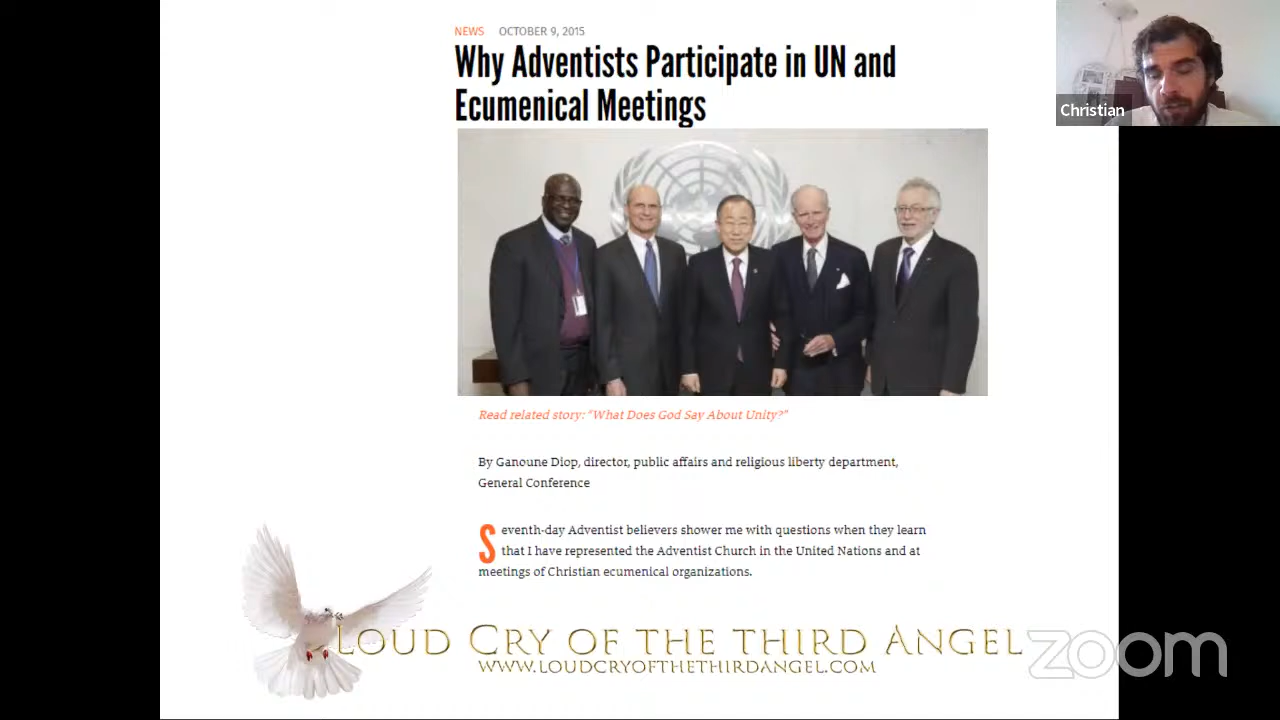 NEWS OCTOBER 9, 2015
Why Adventists Participate in UN and
Ecumenical Meetings
Christian
Read related story: "What Does God Say About Unity?"
By Ganoune Diop, director, public affairs and religious liberty department,
General Conference
Seventh-day Adventist believers shower me with questions when they learn
that I have represented the Adventist Church in the United Nations and at
meetings of Christian ecumenical organizations.
LOUD CRY OF THE THIRD ANGEL
WWW.LOUDCRYOFTHETHIRDANGEL.COM
zoom